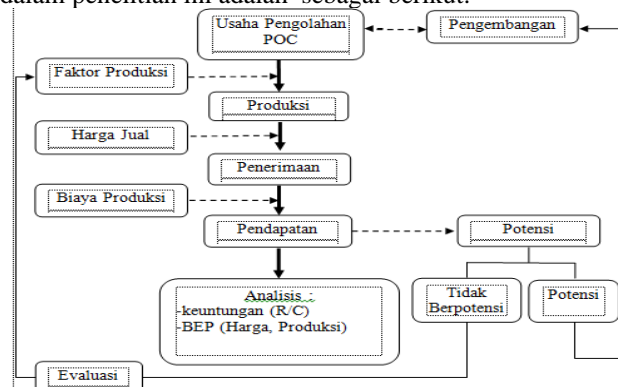 dalam penelitian ini adalah sebagai berikut:
Usaha Pengolahan
POC
Pengembangan
Faktor Produksi
Produksi
Harga Jual
Penerimaan
Biaya Produksi
Pendapatan
Potensi
Analisis :
-keuntungan (R/C)
-BEP (Harga, Produksi)
Tidak
Berpotensi
Potensi
Evaluasi